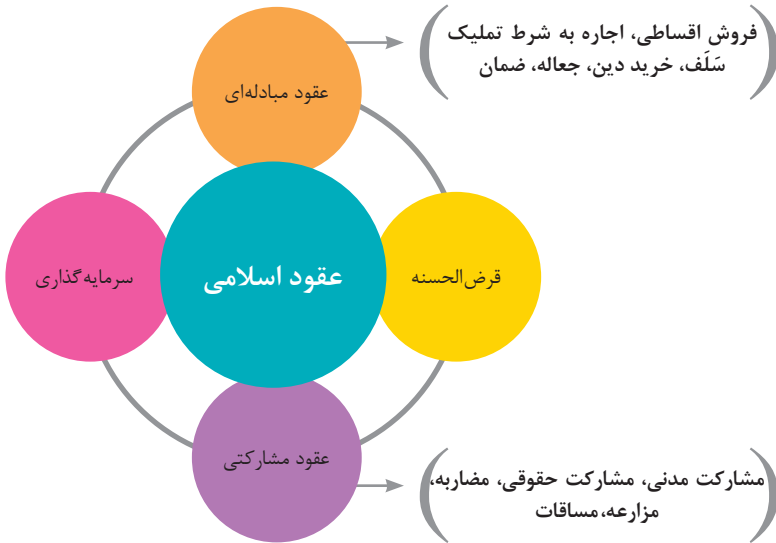 فروش اقساطی، اجاره به شرط تملیک
سَلَف، خرید دین، جعاله، ضمان
عقود مبادله‌ای
قرض‌الحسنه
عقود اسلامی
سرمایه‌گذاری
عقود مشارکتی
مشارکت مدنی، مشارکت حقوقی، مضاربه،
مزارعه،مساقات